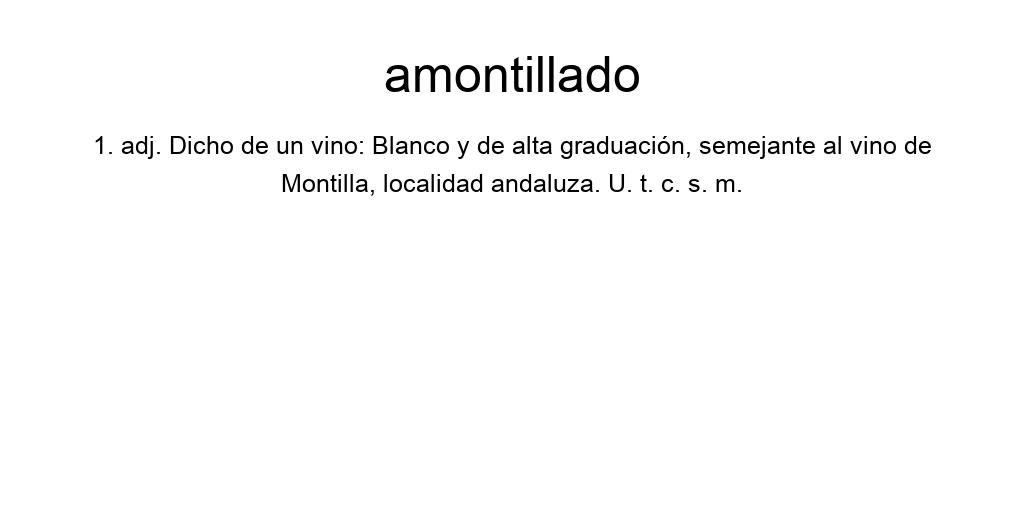 amontillado
1. adj. Dicho de un vino: Blanco y de alta graduación, semejante al vino de
Montilla, localidad andaluza. U. t. c. s. m.